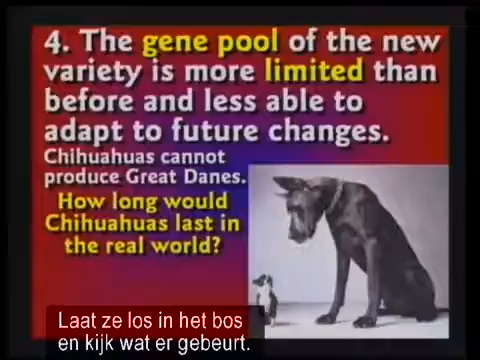 4. The gene pool of the new
variety is more limited than
before and less able to
adapt to future changes.
Chihuahuas cannot
produce Great Danes.
How long would
Chihuahuas last in
the real world?
Laat ze los in het bos
en kijk wat er gebeurt.